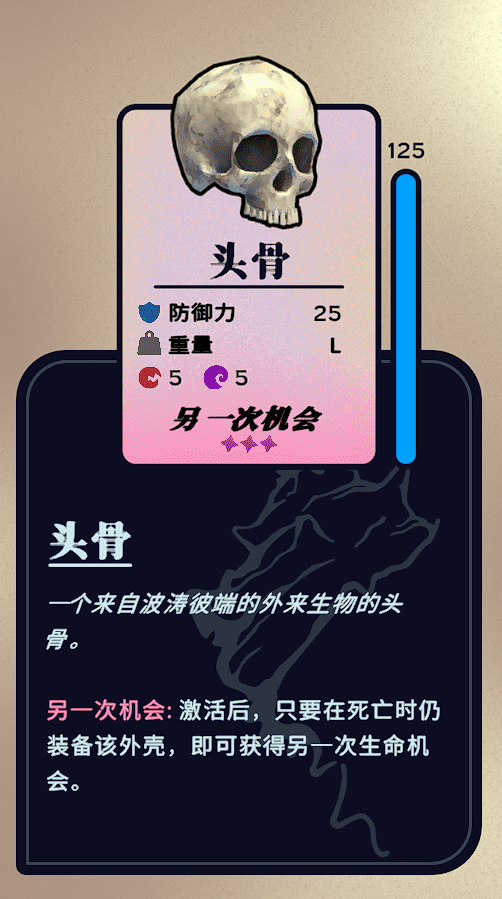 125
头骨
防御力 25
重量 L
5 5
另一次机会
头骨
一个来自波涛彼端的外来生物的头
骨。
另一次机会: 激活后，只要在死亡时仍
装备该外壳，即可获得另一次生命机
会。